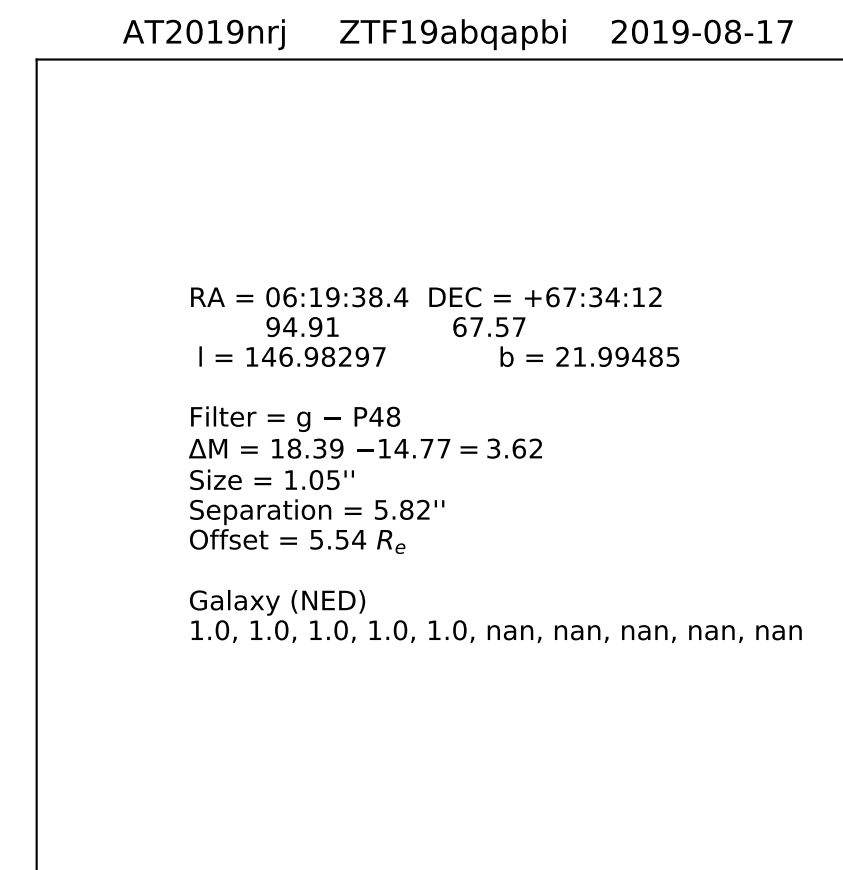 AT2019nrj ZTF19abqapbi 2019-08-17
RA = 06:19:38.4 DEC = +67:34:12
94.91 67.57
l = 146.98297 b = 21.99485
Filter = g − P48
ΔM = 18.39 −14.77 = 3.62
Size = 1.05''
Separation = 5.82''
Offset = 5.54 Re
Galaxy (NED)
1.0, 1.0, 1.0, 1.0, 1.0, nan, nan, nan, nan, nan